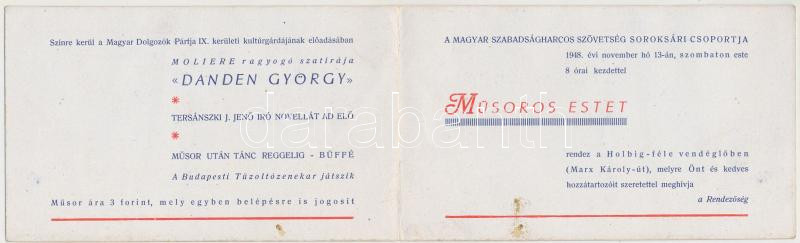 Színre kerül a Magyar Dolgozók Pártja IX. kerületi kultúrgárdájának előadásában
MOLIERE ragyogó szatírája
«DANDEN GYÖRGY»
*
TERSÁNSZKI J. JENŐ IRÓ NOVELLÁT AD ELŐ
*
MŰSOR UTÁN TÁNC REGGELIG - BÜFFÉ
A Budapesti Tűzoltózenekar játszik
Műsor ára 3 forint, mely egyben belépésre is jogosít
A MAGYAR SZABADSÁGHARCOS SZÖVETSÉG SOROKSÁRI CSOPORTJA
1948. évi november hó 13-án, szombaton este
8 órai kezdettel
MŰSOROS ESTET
rendez a Holbig-féle vendéglőben
(Marx Károly-út), melyre Önt és kedves
hozzátartozóit szeretettel meghívja
a Rendezőség
darabanth